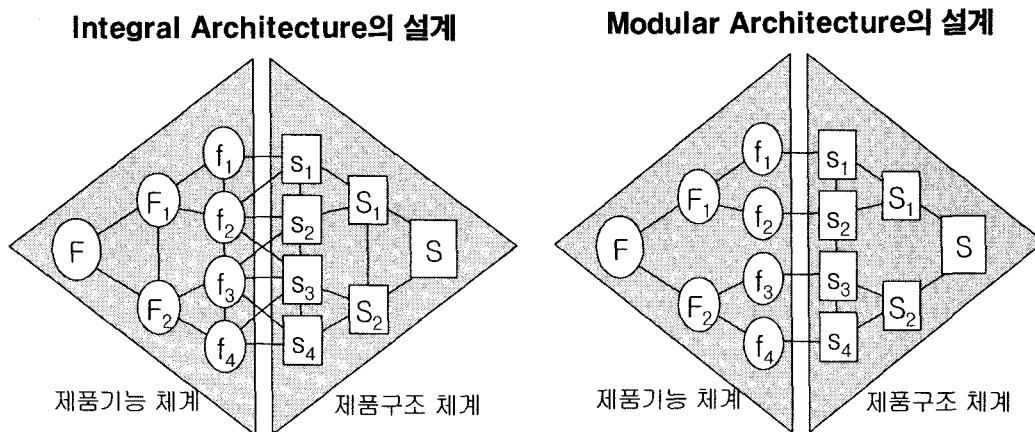 Integral Architecture의 설계
F
F₁
F₂
f₁
f₂
f₃
f₄
s₁
s₂
s₃
s₄
S₁
S₂
S
제품기능 체계
제품구조 체계
Modular Architecture의 설계
F
F₁
F₂
f₁
f₂
f₃
f₄
s₁
s₂
s₃
s₄
S₁
S₂
S
제품기능 체계
제품구조 체계